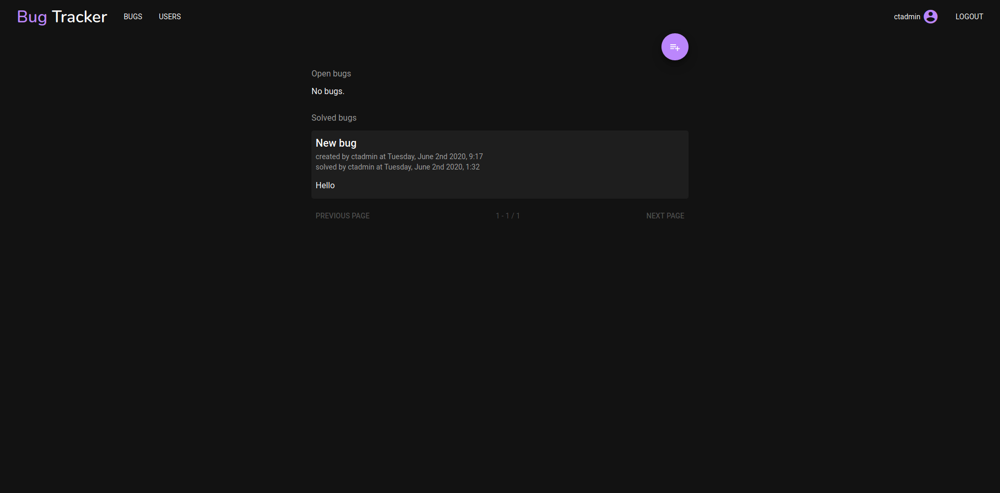 Bug Tracker BUGS USERS ctadmin LOGOUT
Open bugs
No bugs.
Solved bugs
New bug
created by ctadmin at Tuesday, June 2nd 2020, 9:17
solved by ctadmin at Tuesday, June 2nd 2020, 1:32
Hello
PREVIOUS PAGE 1 - 1 / 1 NEXT PAGE